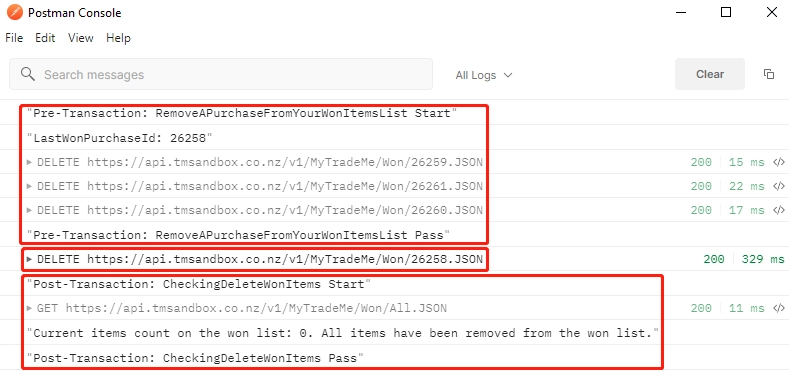 Postman Console
File Edit View Help
Search messages All Logs Clear
"Pre-Transaction: RemoveAPurchaseFromYourWonItemsList Start"
"LastWonPurchaseId: 26258"
DELETE https://api.tmsandbox.co.nz/v1/MyTradeMe/Won/26259.JSON 200 15 ms
DELETE https://api.tmsandbox.co.nz/v1/MyTradeMe/Won/26261.JSON 200 22 ms
DELETE https://api.tmsandbox.co.nz/v1/MyTradeMe/Won/26260.JSON 200 17 ms
"Pre-Transaction: RemoveAPurchaseFromYourWonItemsList Pass"
DELETE https://api.tmsandbox.co.nz/v1/MyTradeMe/Won/26258.JSON 200 329 ms
"Post-Transaction: CheckingDeleteWonItems Start"
GET https://api.tmsandbox.co.nz/v1/MyTradeMe/Won/All.JSON 200 11 ms
"Current items count on the won list: 0. All items have been removed from the won list."
"Post-Transaction: CheckingDeleteWonItems Pass"